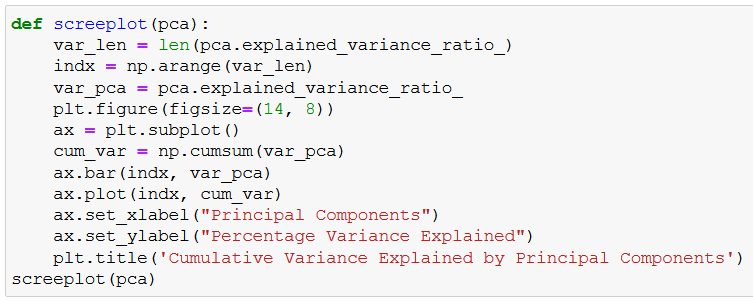 def screeplot(pca):
    var_len = len(pca.explained_variance_ratio_)
    indx = np.arange(var_len)
    var_pca = pca.explained_variance_ratio_
    plt.figure(figsize=(14, 8))
    ax = plt.subplot()
    cum_var = np.cumsum(var_pca)
    ax.bar(indx, var_pca)
    ax.plot(indx, cum_var)
    ax.set_xlabel("Principal Components")
    ax.set_ylabel("Percentage Variance Explained")
    plt.title('Cumulative Variance Explained by Principal Components')
screeplot(pca)